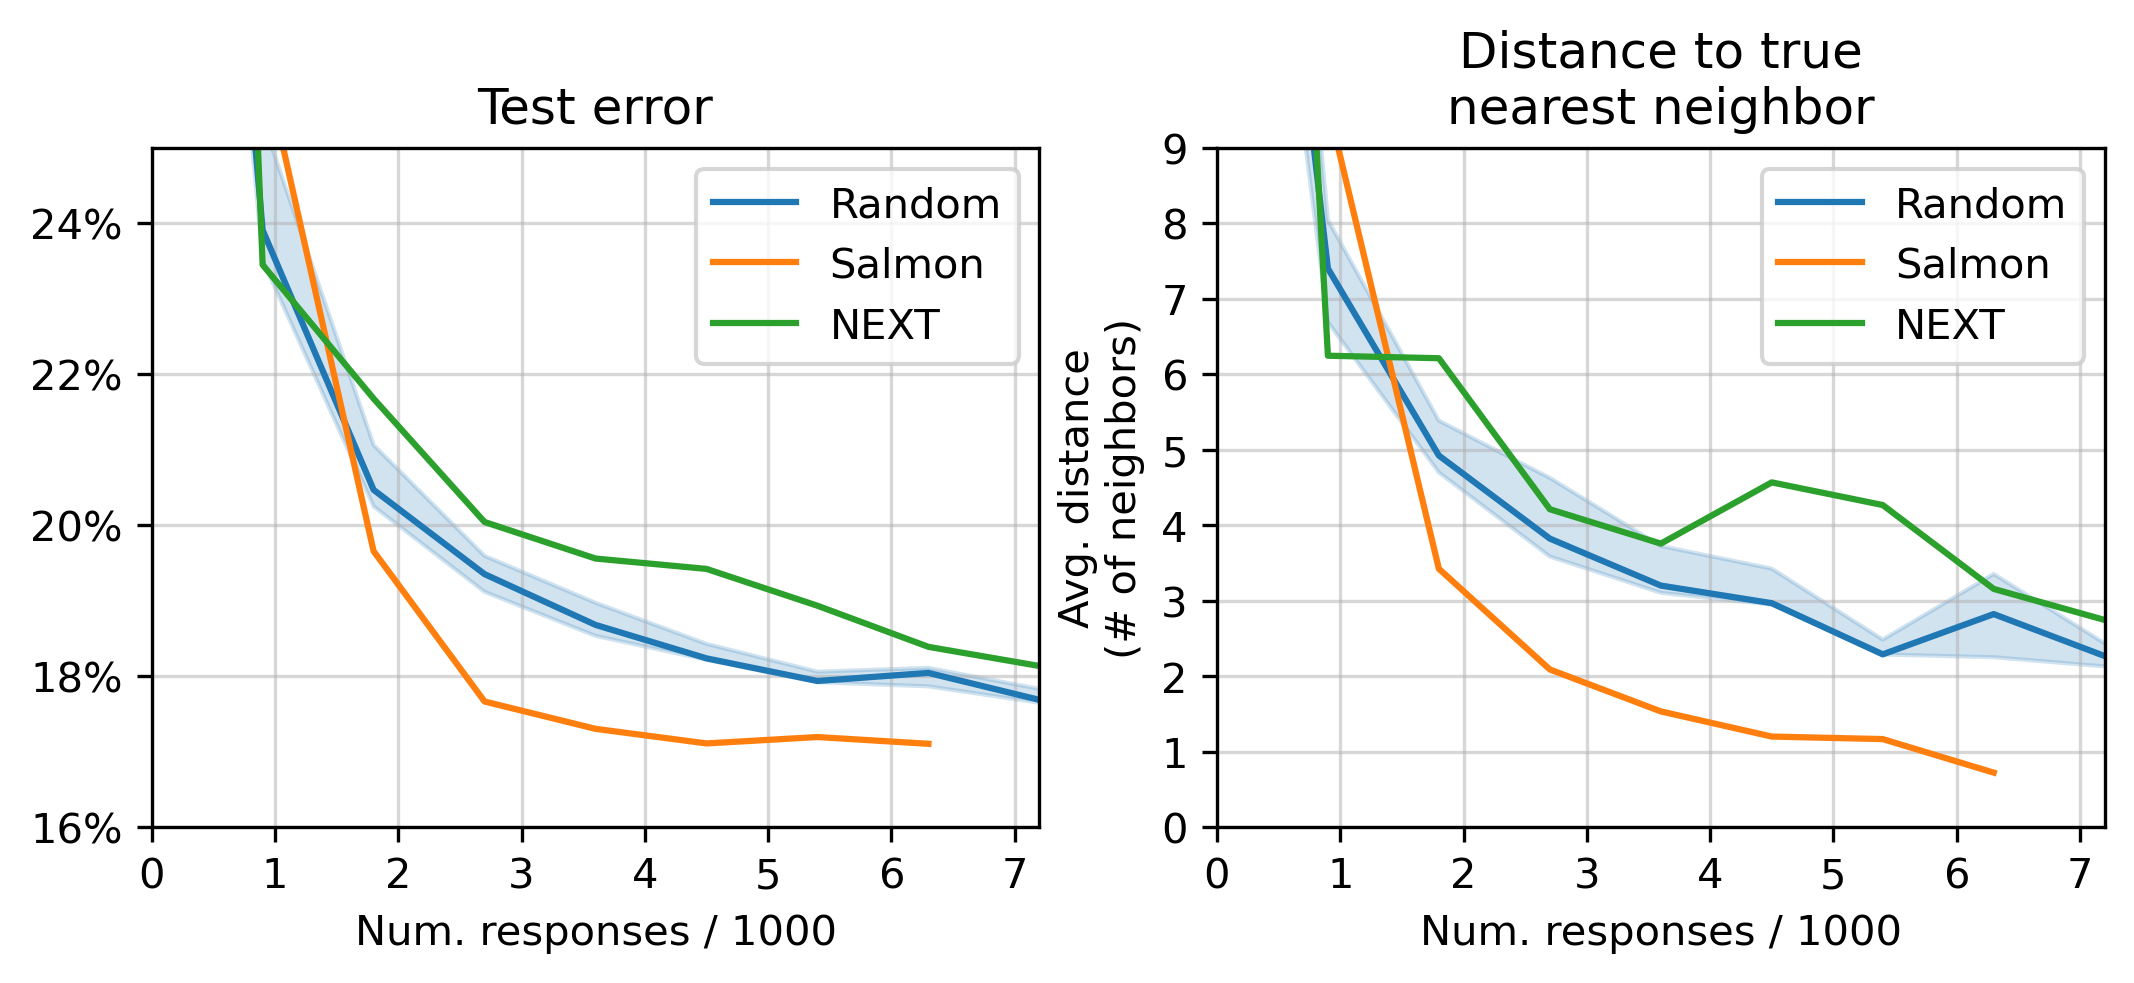 Test error
24%
22%
20%
18%
16%
0 1 2 3 4 5 6 7
Num. responses / 1000
Random
Salmon
NEXT
Distance to true
nearest neighbor
Avg. distance
(# of neighbors)
9
8
7
6
5
4
3
2
1
0
0 1 2 3 4 5 6 7
Num. responses / 1000
Random
Salmon
NEXT